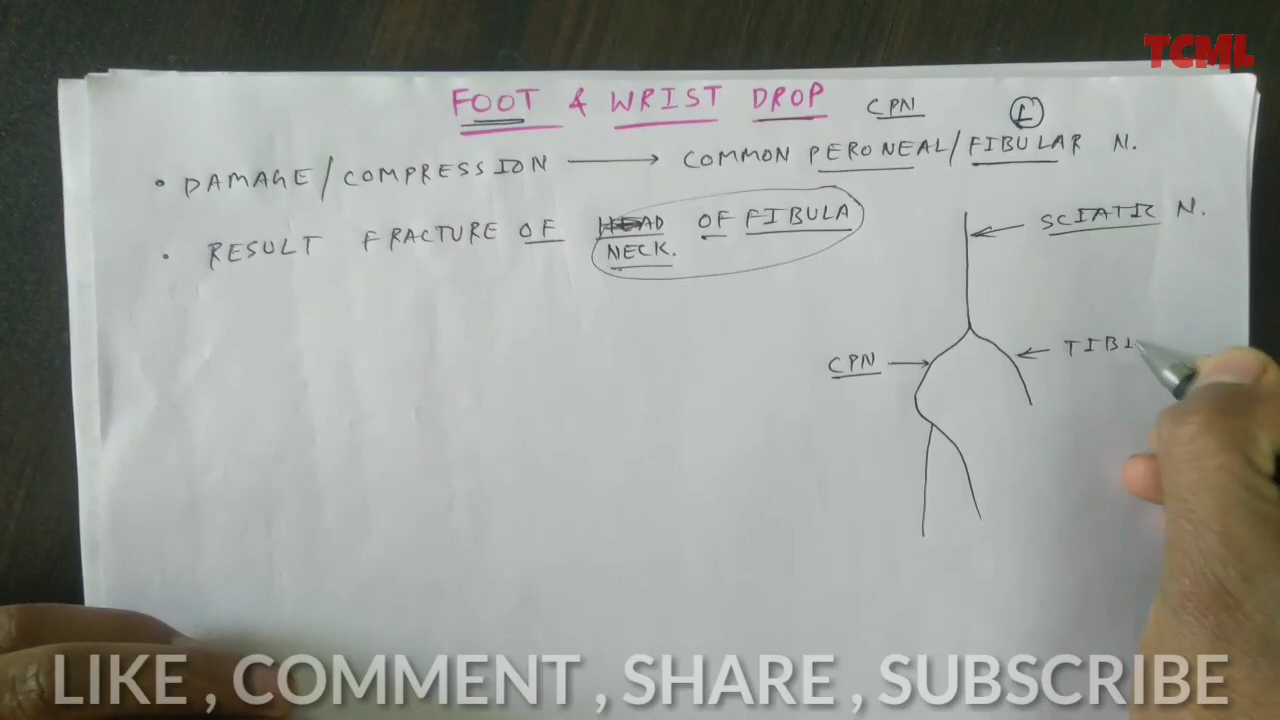 TCML
FOOT & WRIST DROP
CPN
L
• DAMAGE/COMPRESSION → COMMON PERONEAL/FIBULAR N.
• RESULT FRACTURE OF HEAD OF FIBULA
NECK.
← SCIATIC N.
CPN →
← TIBI
LIKE , COMMENT , SHARE , SUBSCRIBE